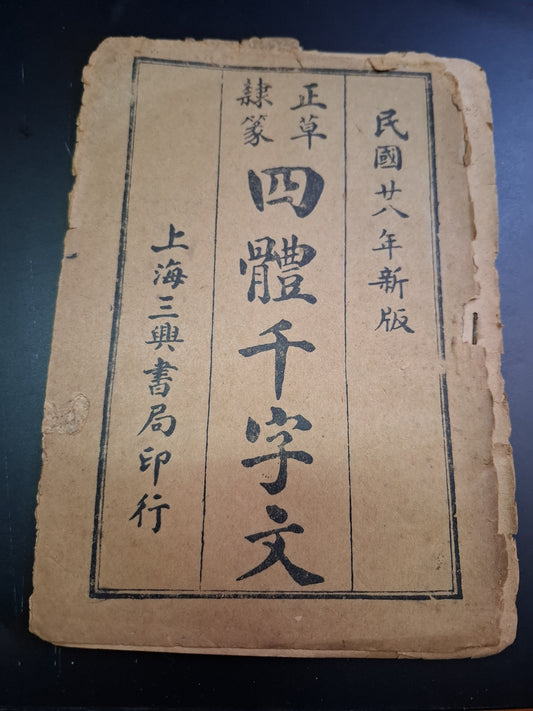 民國廿八年新版
正草
隸篆
四體千字文
上海三興書局印行